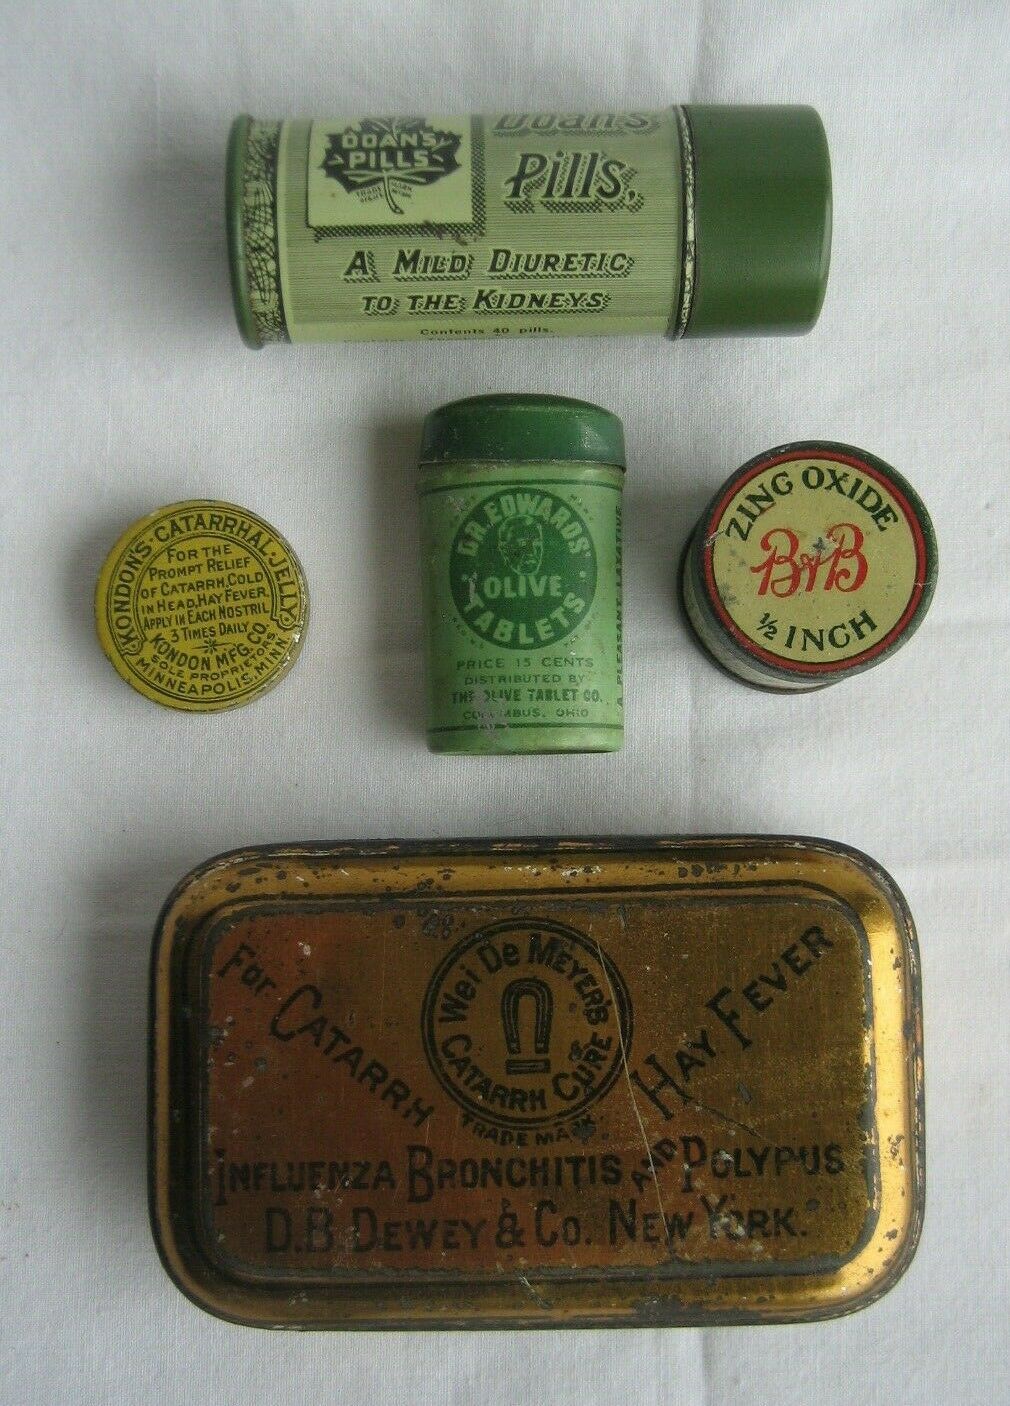 DOAN'S
PILLS
TRADE MARK
Doan's
Pills,
A MILD DIURETIC
TO THE KIDNEYS
Contents 40 pills.
KONDON'S CATARRHAL JELLY
FOR THE
PROMPT RELIEF
OF CATARRH, COLD
IN HEAD, HAY FEVER,
APPLY IN EACH NOSTRIL
3 TIMES DAILY
KONDON MFG. CO.
SOLE PROPRIETORS
MINNEAPOLIS, MINN
DR. EDWARDS'
OLIVE
TABLETS
PRICE 15 CENTS
DISTRIBUTED BY
THE OLIVE TABLET CO.
COLUMBUS, OHIO
A PLEASANT LAXATIVE
ZINC OXIDE
B&B
1/2 INCH
For CATARRH
Wei De MEYER'S
CATARRH CURE
TRADE MARK
HAY FEVER
INFLUENZA BRONCHITIS AND POLYPUS
D.B. DEWEY & Co. NEW YORK.